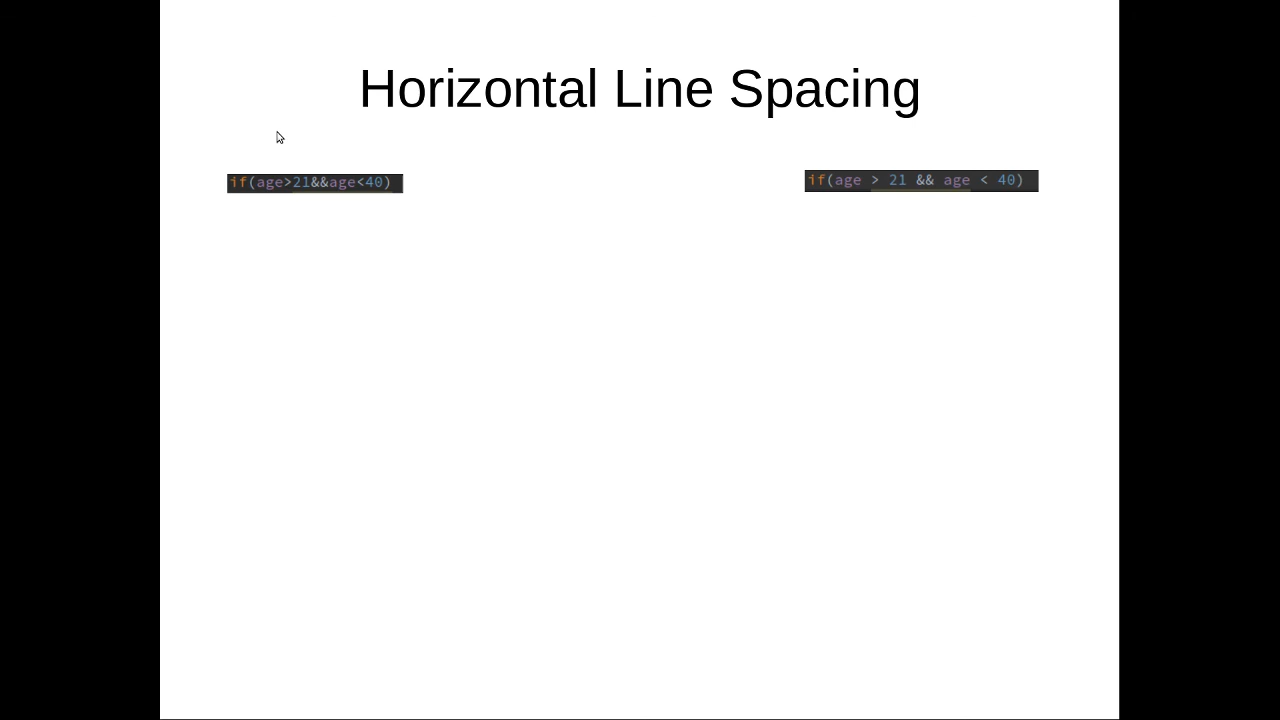 Horizontal Line Spacing
if(age>21&&age<40)
if(age > 21 && age < 40)